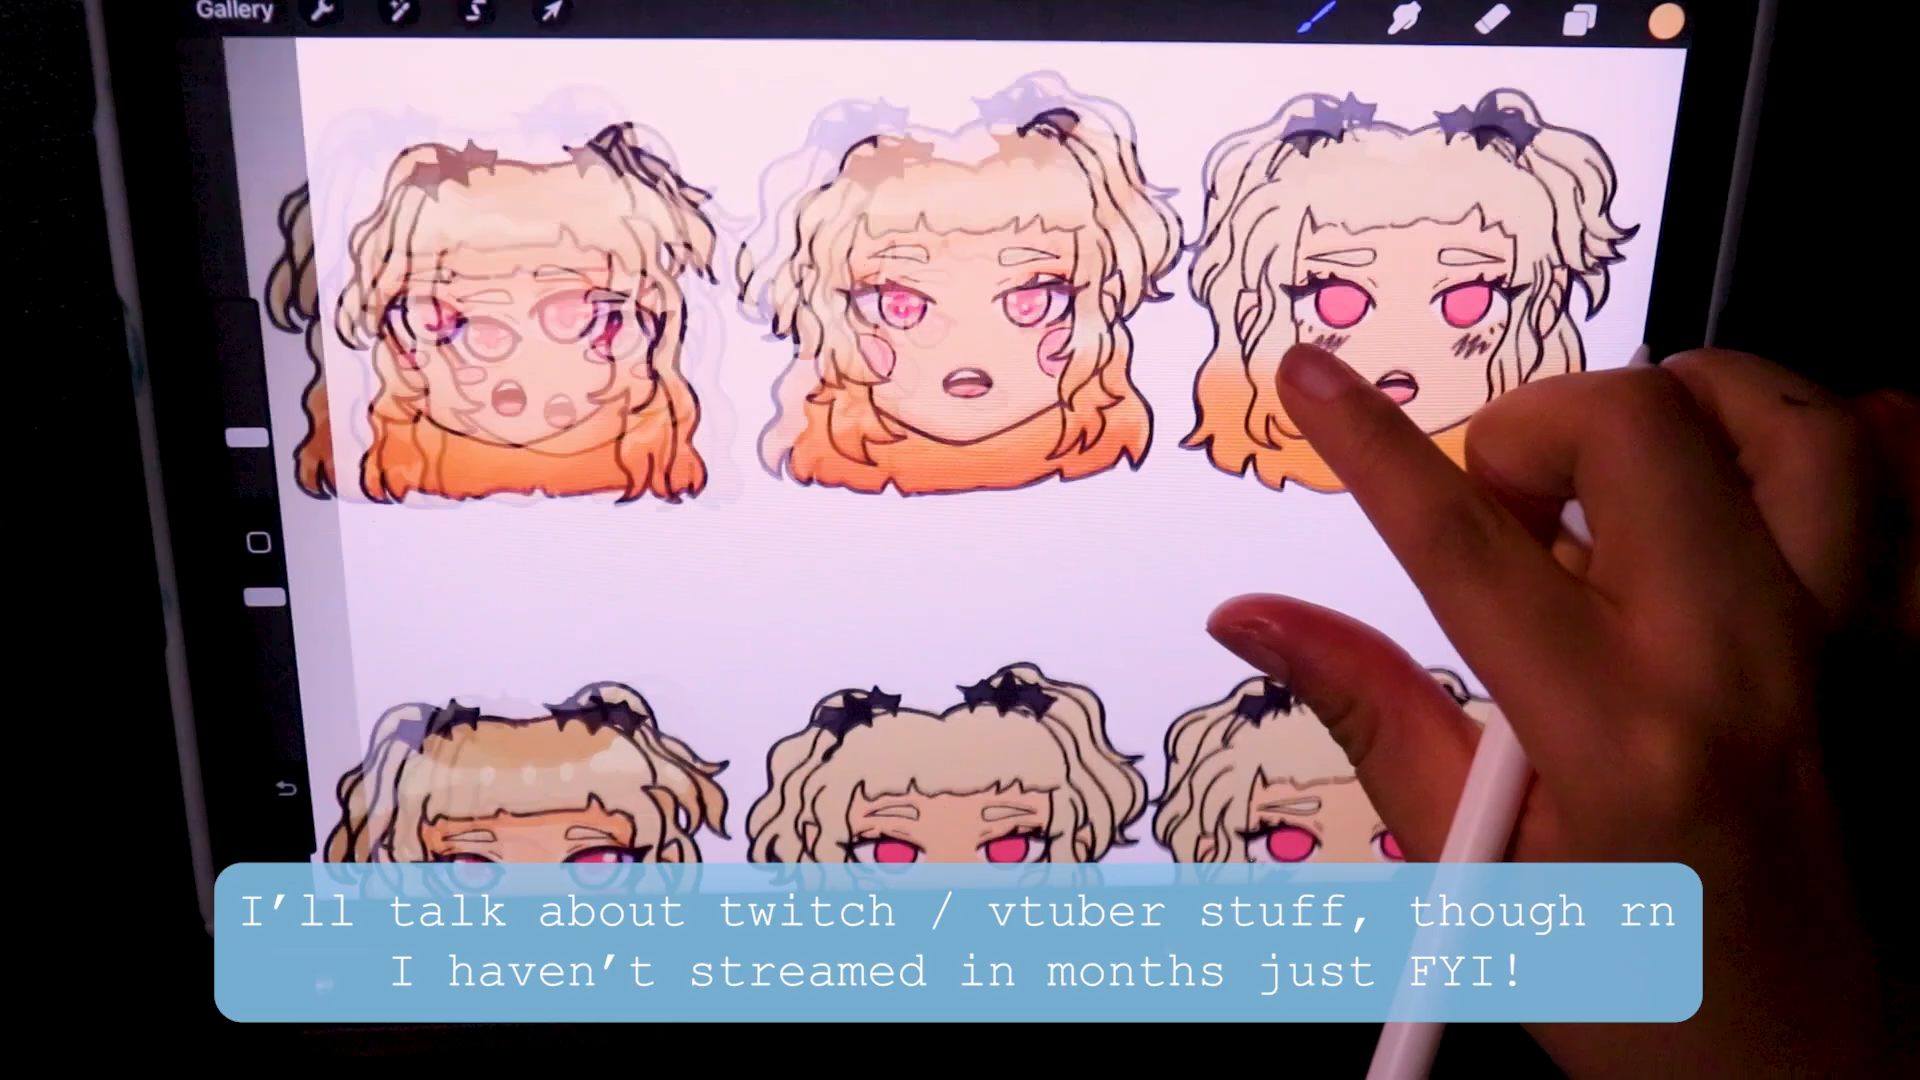 Gallery
I'll talk about twitch / vtuber stuff, though rn
I haven't streamed in months just FYI!